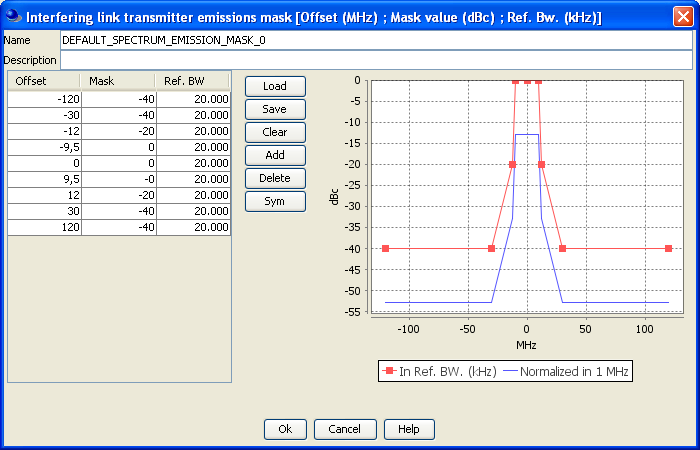 Interfering link transmitter emissions mask [Offset (MHz) ; Mask value (dBc) ; Ref. Bw. (kHz)]
Name DEFAULT_SPECTRUM_EMISSION_MASK_0
Description
Offset Mask Ref. BW
-120 -40 20.000
-30 -40 20.000
-12 -20 20.000
-9,5 0 20.000
0 0 20.000
9,5 -0 20.000
12 -20 20.000
30 -40 20.000
120 -40 20.000
Load
Save
Clear
Add
Delete
Sym
0
-5
-10
-15
-20
-25
-30
-35
-40
-45
-50
-55
dBc
-100 -50 0 50 100
MHz
In Ref. BW. (kHz) Normalized in 1 MHz
Ok Cancel Help